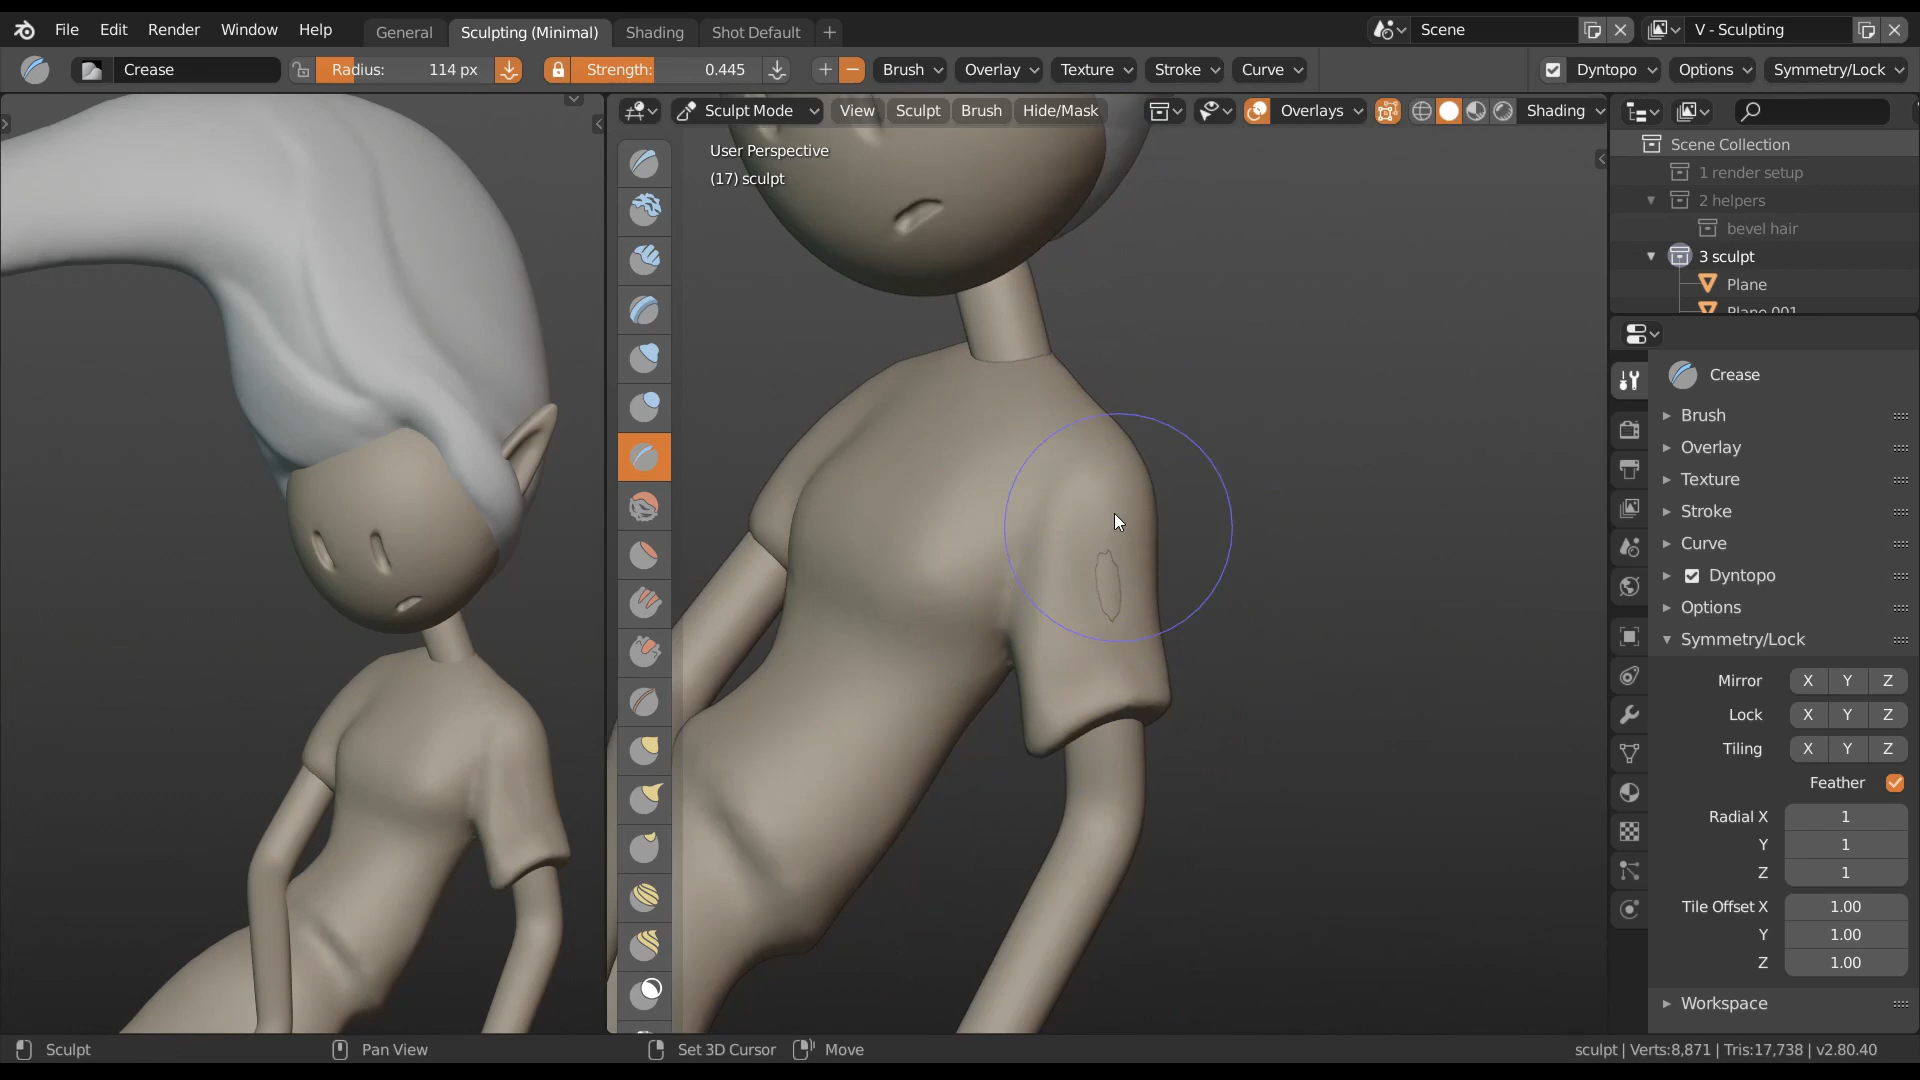 File Edit Render Window Help General Sculpting (Minimal) Shading Shot Default + Scene V - Sculpting
Crease Radius: 114 px Strength: 0.445 Brush Overlay Texture Stroke Curve Dyntopo Options Symmetry/Lock
Sculpt Mode View Sculpt Brush Hide/Mask Overlays Shading
User Perspective
(17) sculpt
Scene Collection
1 render setup
2 helpers
bevel hair
3 sculpt
Plane
Plane.001
Crease
Brush
Overlay
Texture
Stroke
Curve
Dyntopo
Options
Symmetry/Lock
Mirror X Y Z
Lock X Y Z
Tiling X Y Z
Feather
Radial X 1
Y 1
Z 1
Tile Offset X 1.00
Y 1.00
Z 1.00
Workspace
Sculpt Pan View Set 3D Cursor Move sculpt | Verts:8,871 | Tris:17,738 | v2.80.40